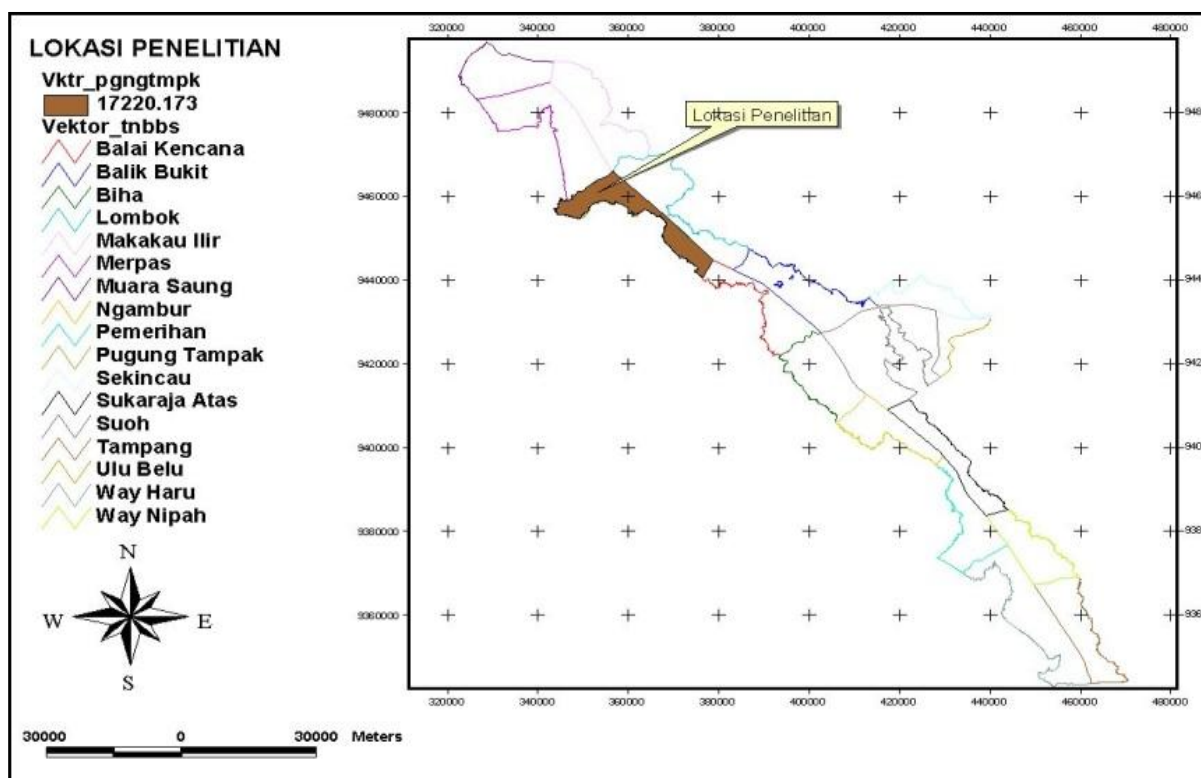 LOKASI PENELITIAN
Vktr_pgngtmpk
17220.173
Vektor_tnbbs
Balai Kencana
Balik Bukit
Biha
Lombok
Makakau Ilir
Merpas
Muara Saung
Ngambur
Pemerihan
Pugung Tampak
Sekincau
Sukaraja Atas
Suoh
Tampang
Ulu Belu
Way Haru
Way Nipah
N
W E
S
30000 0 30000 Meters
320000 340000 360000 380000 400000 420000 440000 460000 480000
Lokasi Penelitian
9480000
9460000
9440000
9420000
9400000
9380000
9360000
320000 340000 360000 380000 400000 420000 440000 460000 480000